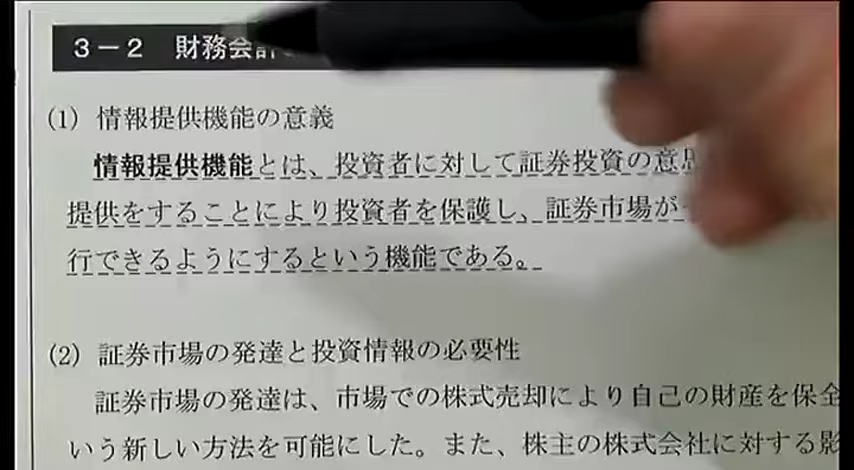 3－2 財務会計
(1) 情報提供機能の意義
情報提供機能とは、投資者に対して証券投資の意思
提供をすることにより投資者を保護し、証券市場が
行できるようにするという機能である。
(2) 証券市場の発達と投資情報の必要性
証券市場の発達は、市場での株式売却により自己の財産を保全
いう新しい方法を可能にした。また、株主の株式会社に対する影